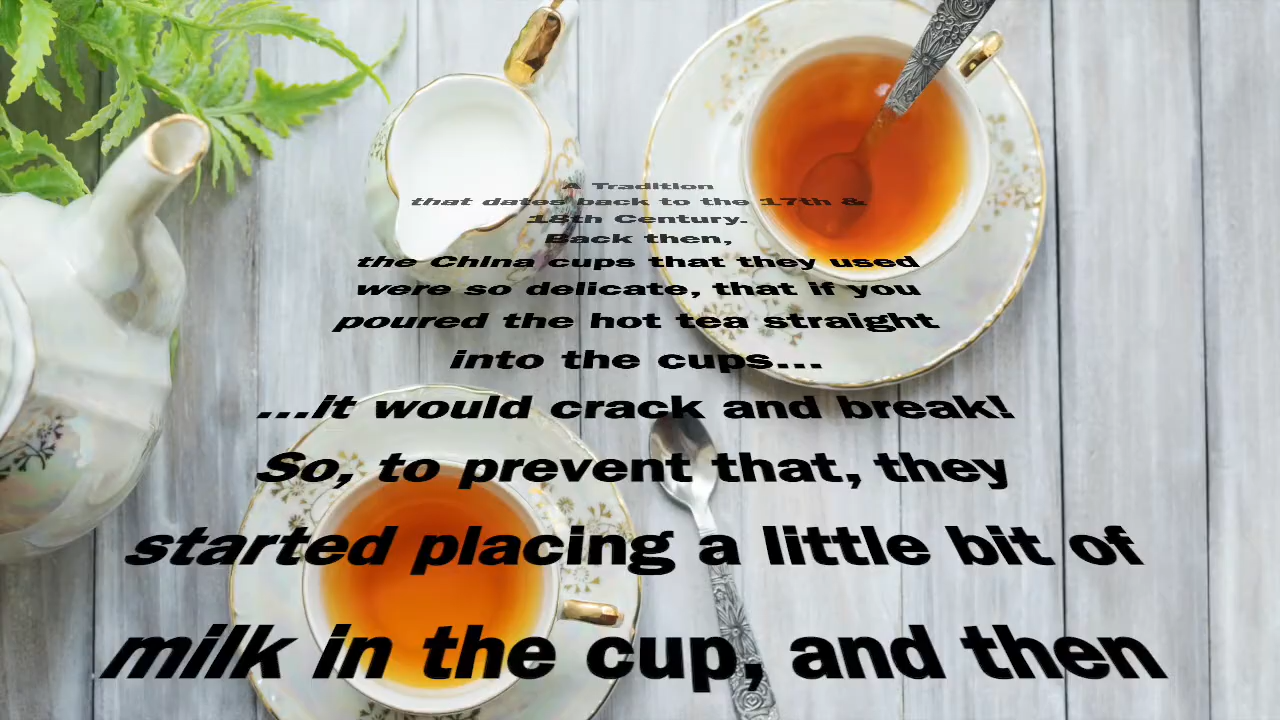 A Tradition
that dates back to the 17th &
18th Century.
Back then,
the China cups that they used
were so delicate, that if you
poured the hot tea straight
into the cups...
...it would crack and break!
So, to prevent that, they
started placing a little bit of
milk in the cup, and then